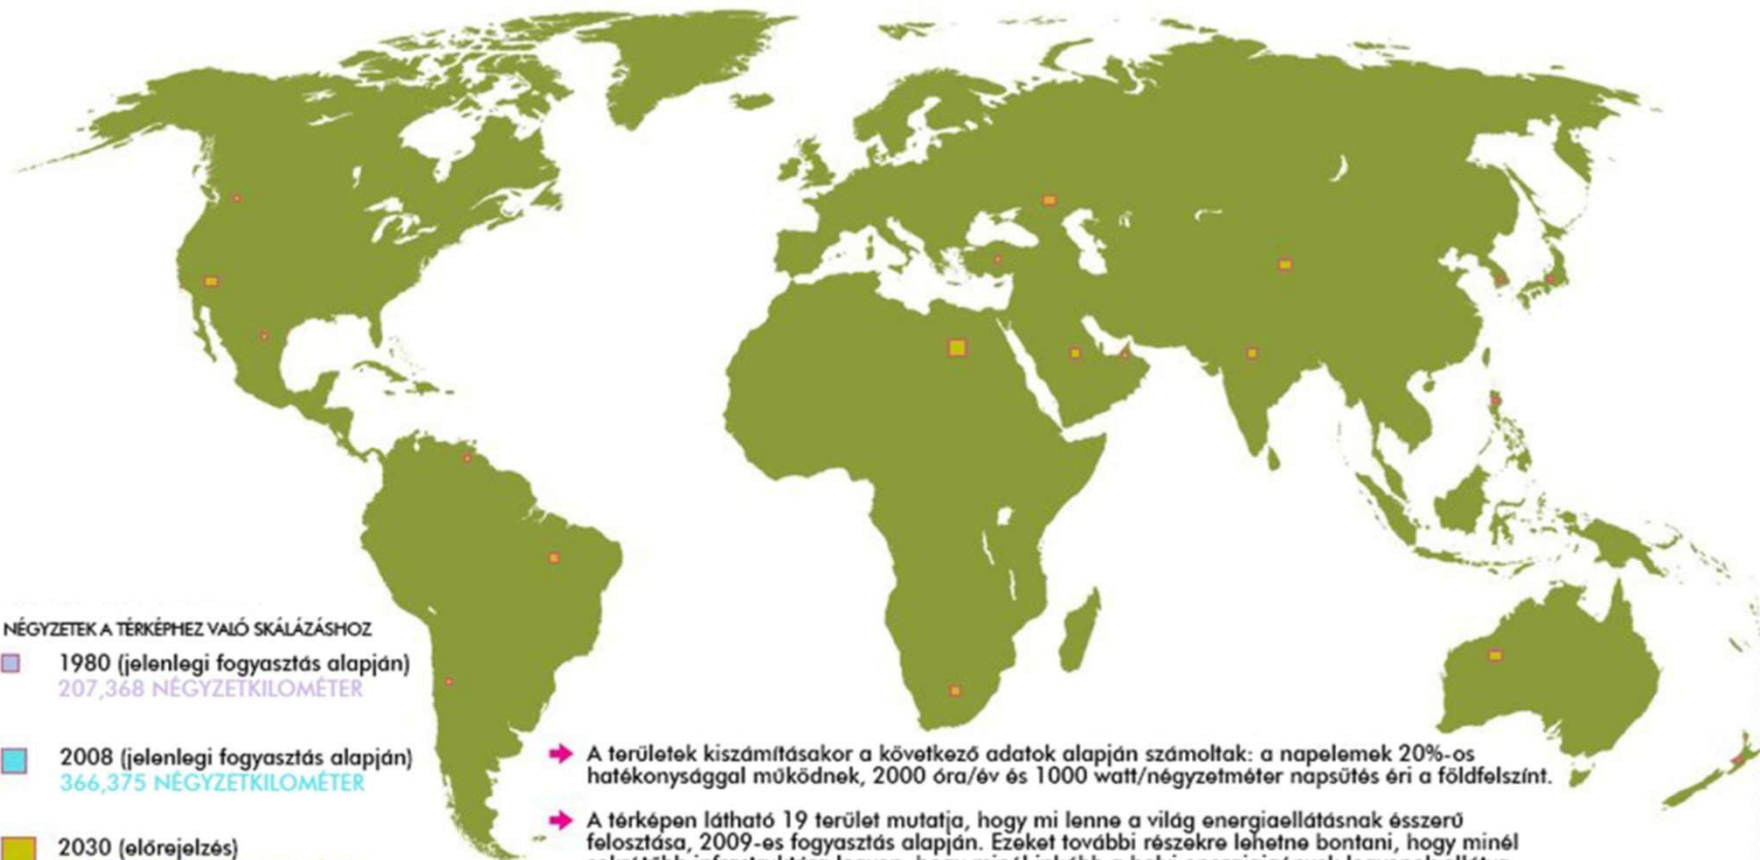 NÉGYZETEK A TÉRKÉPHEZ VALÓ SKÁLÁZÁSHOZ
1980 (jelenlegi fogyasztás alapján)
207,368 NÉGYZETKILOMÉTER
2008 (jelenlegi fogyasztás alapján)
366,375 NÉGYZETKILOMÉTER
2030 (előrejelzés)
A területek kiszámításakor a következő adatok alapján számoltak: a napelemek 20%-os
hatékonysággal működnek, 2000 óra/év és 1000 watt/négyzetméter napsütés éri a földfelszínt.
A térképen látható 19 terület mutatja, hogy mi lenne a világ energiaellátásnak ésszerű
felosztása, 2009-es fogyasztás alapján. Ezeket további részekre lehetne bontani, hogy minél